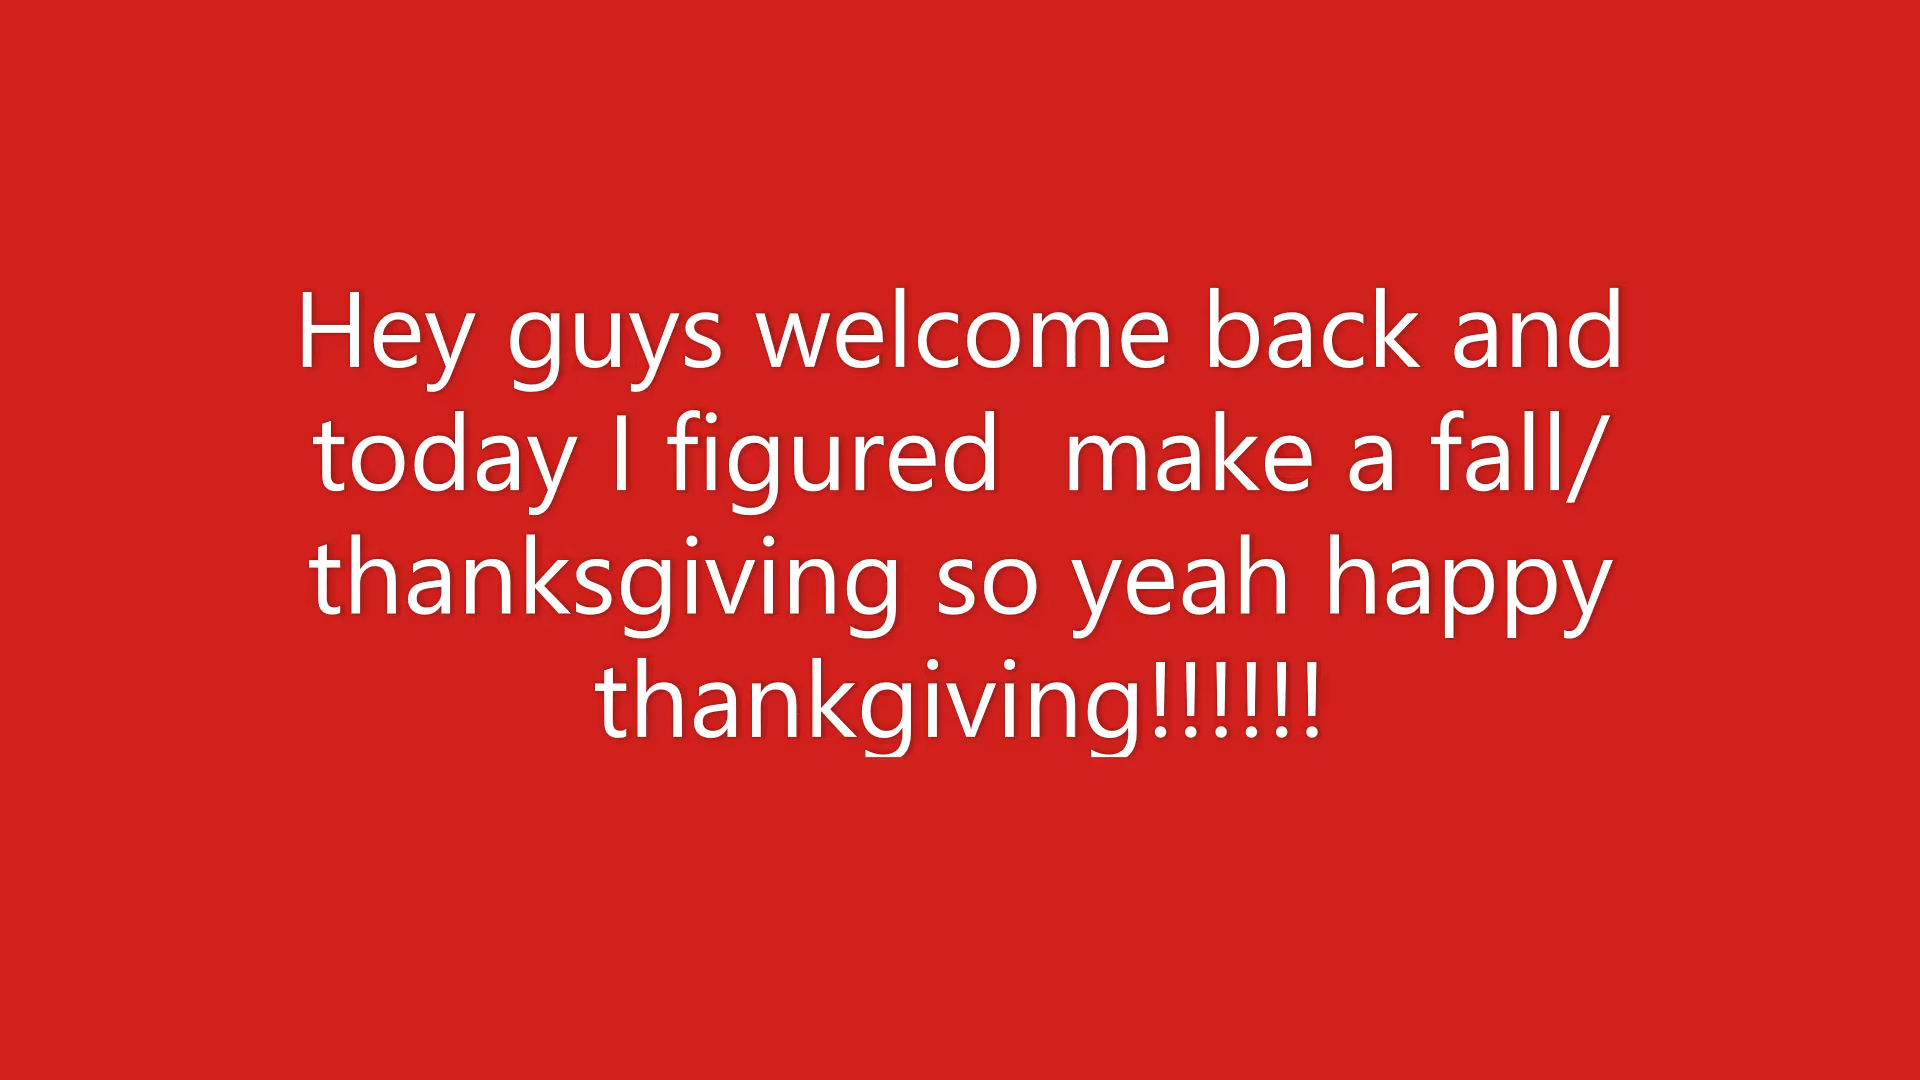 Hey guys welcome back and
today I figured  make a fall/
thanksgiving so yeah happy
thankgiving!!!!!!